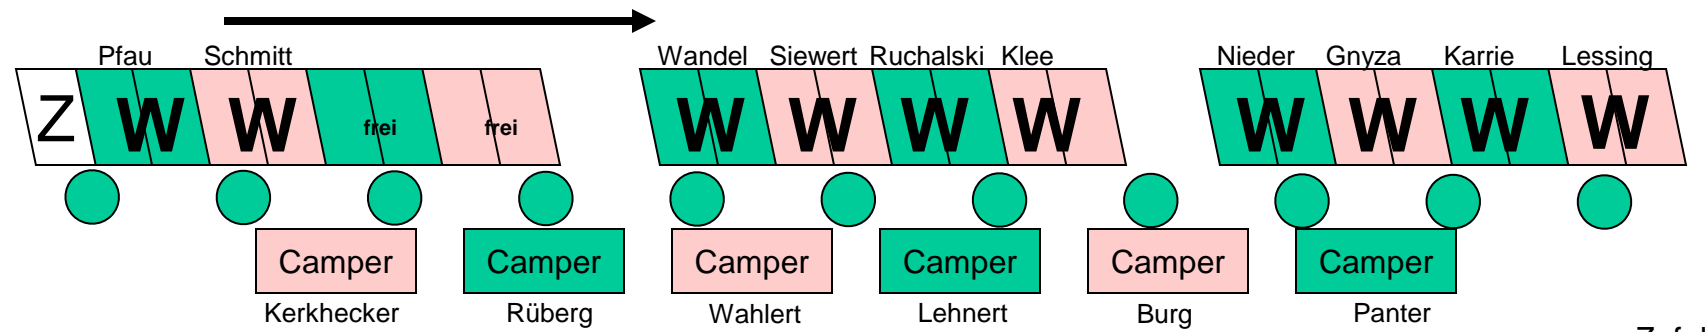 Pfau Schmitt Wandel Siewert Ruchalski Klee Nieder Gnyza Karrie Lessing
Z W W frei frei W W W W W W W W
Camper Camper Camper Camper Camper Camper
Kerkhecker Rüberg Wahlert Lehnert Burg Panter